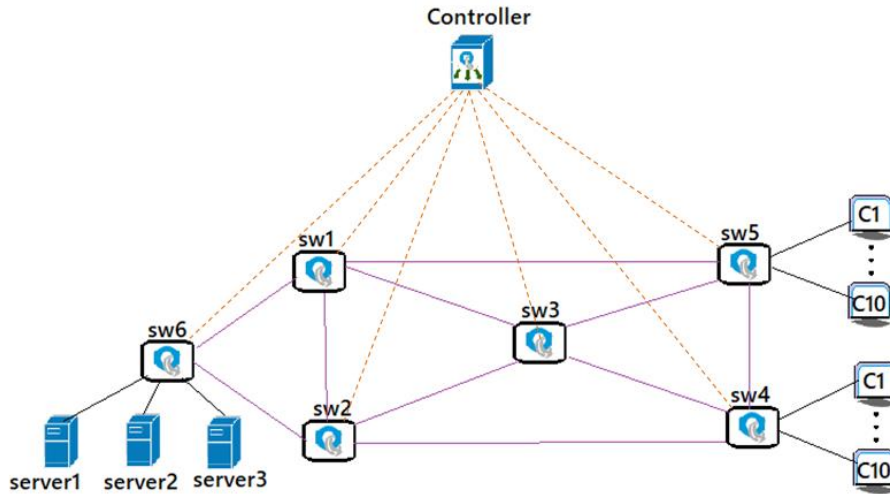 Controller
sw1
sw5
C1
C10
sw3
sw6
sw2
sw4
C1
C10
server1
server2
server3